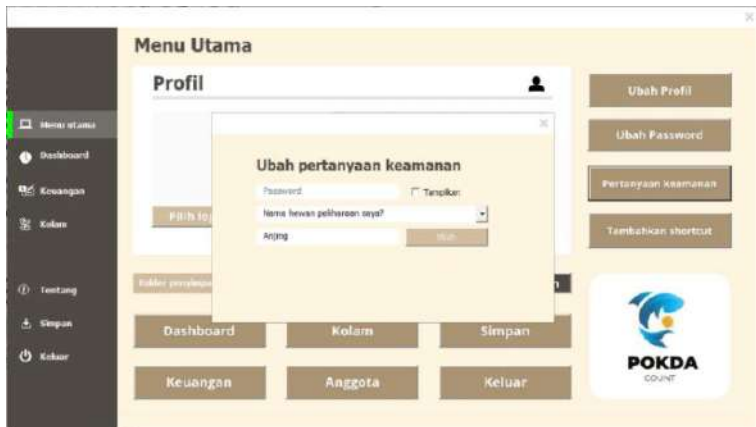 Menu Utama
Profil
Menu utama
Dashboard
Keuangan
Kolam
Tentang
Simpan
Keluar
Ubah pertanyaan keamanan
Password
Tampilkan
Nama hewan peliharaan saya?
Anjing
Pilih
Ubah Profil
Ubah Password
Pertanyaan keamanan
Tambahkan shortcut
Dashboard
Kolam
Simpan
Keuangan
Anggota
Keluar
POKDA
COUNT